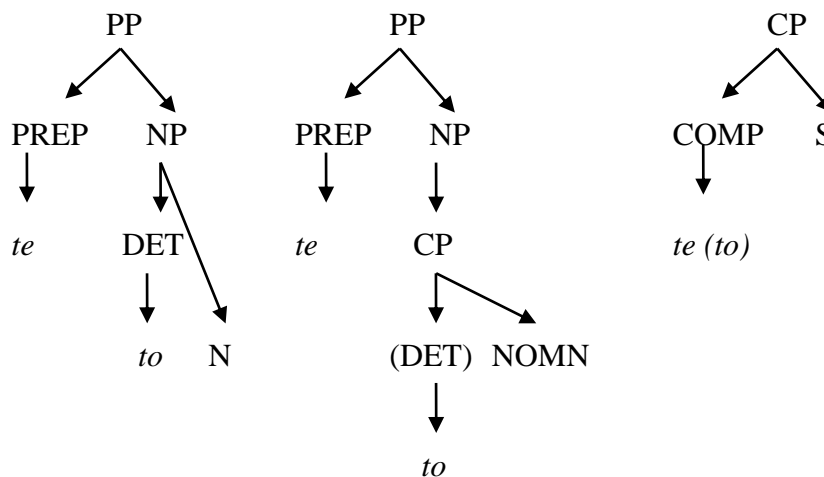 PP PP CP
PREP NP PREP NP COMP S
te DET te CP te (to)
to N (DET) NOMN
to